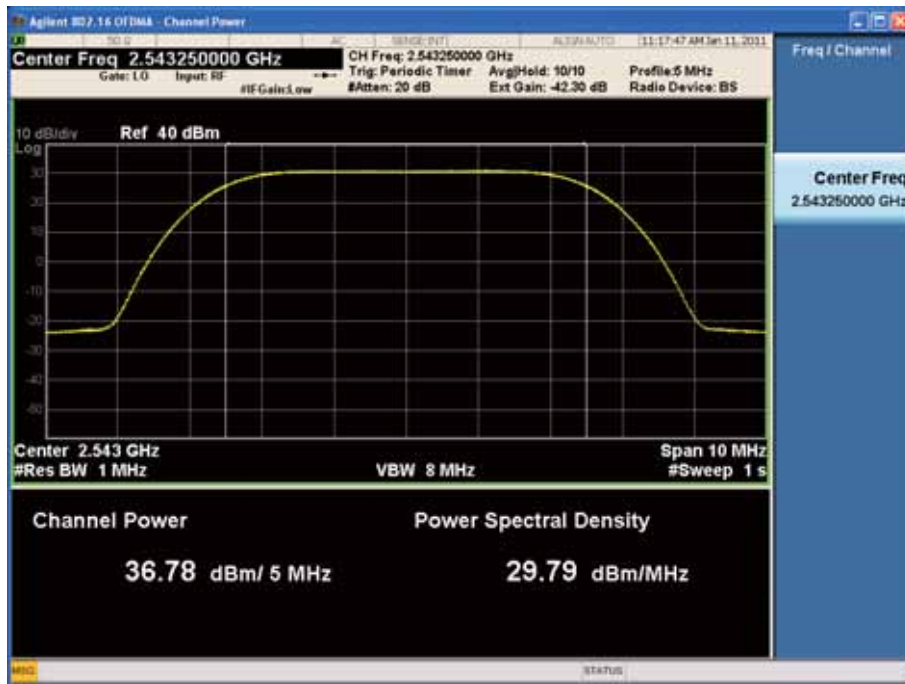 Agilent 802.16 OFDMA - Channel Power
50 Ω AC SENSE:INT ALIGN AUTO 11:17:47 AM Jan 11, 2011
Center Freq 2.543250000 GHz
Gate: LO Input: RF
#IFGain:Low
CH Freq: 2.543250000 GHz
Trig: Periodic Timer Avg|Hold: 10/10 Profile:5 MHz
#Atten: 20 dB Ext Gain: -42.30 dB Radio Device: BS
Freq / Channel
Center Freq
2.543250000 GHz
10 dB/div Ref 40 dBm
Log
30
20
10
0
-10
-20
-30
-40
-50
Center 2.543 GHz Span 10 MHz
#Res BW 1 MHz VBW 8 MHz #Sweep 1 s
Channel Power Power Spectral Density
36.78 dBm/ 5 MHz 29.79 dBm/MHz
MSG STATUS